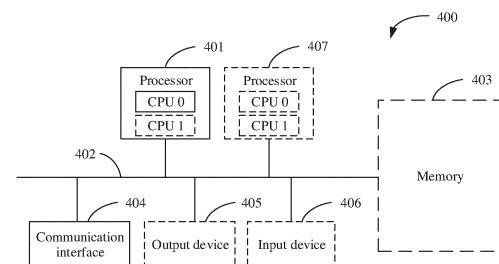 400
401
407
403
Processor
Processor
CPU 0
CPU 0
CPU 1
CPU 1
402
Memory
404
405
406
Communication
interface
Output device
Input device